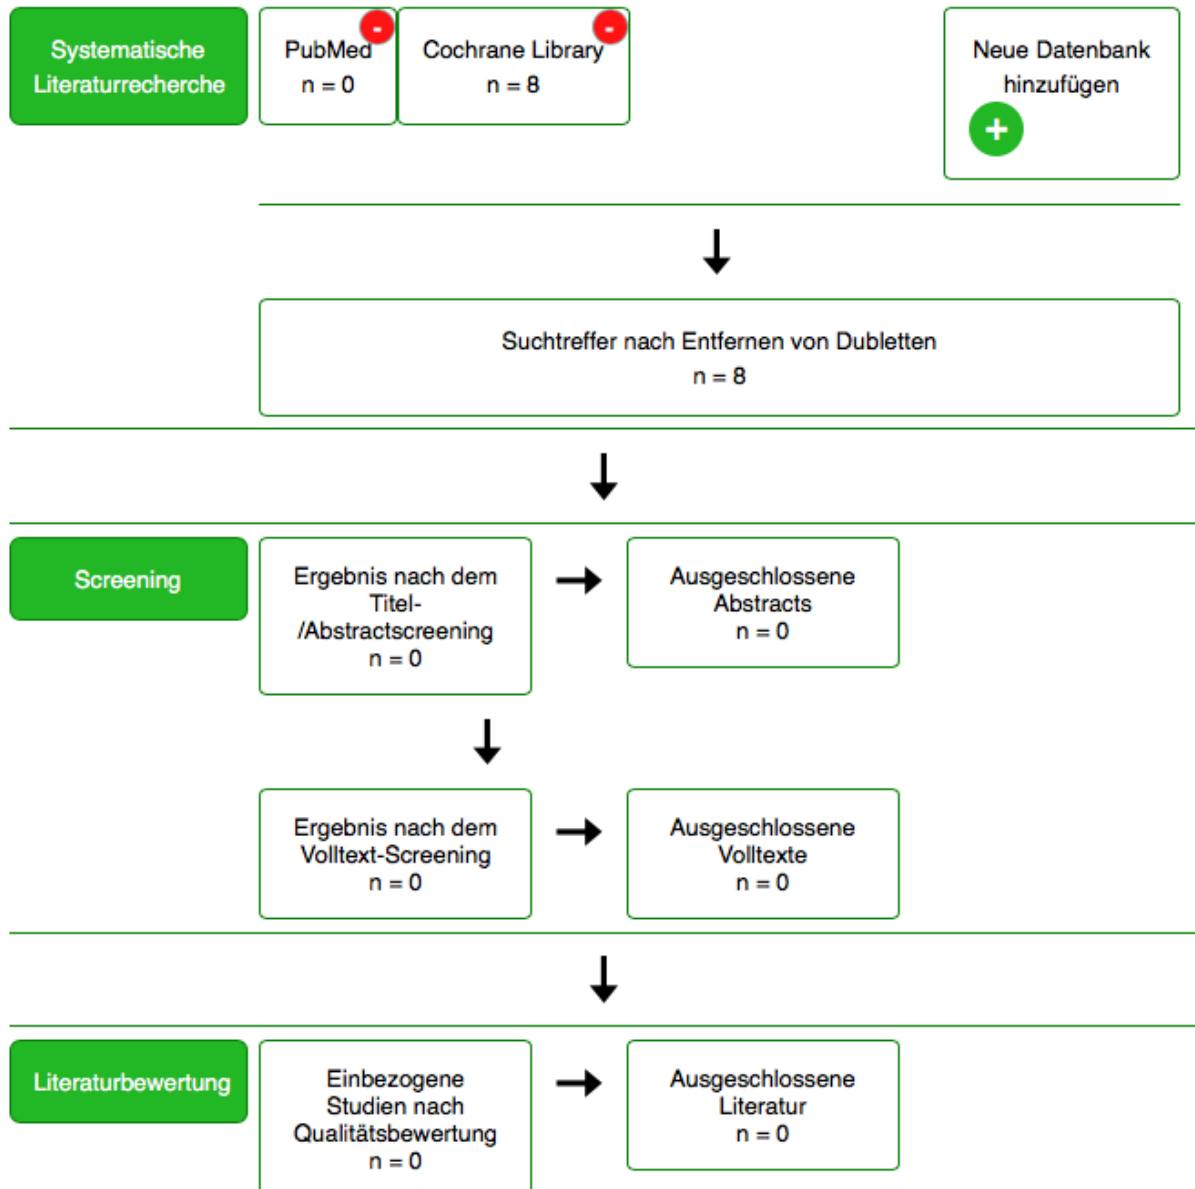 Systematische
Literaturrecherche
PubMed
n = 0
-
Cochrane Library
n = 8
-
Neue Datenbank
hinzufügen
+
Suchtreffer nach Entfernen von Dubletten
n = 8
Screening
Ergebnis nach dem
Titel-
/Abstractscreening
n = 0
Ausgeschlossene
Abstracts
n = 0
Ergebnis nach dem
Volltext-Screening
n = 0
Ausgeschlossene
Volltexte
n = 0
Literaturbewertung
Einbezogene
Studien nach
Qualitätsbewertung
n = 0
Ausgeschlossene
Literatur
n = 0